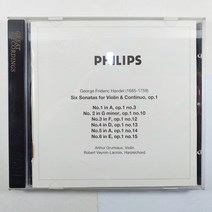 PHILIPS
George Frideric Handel (1685-1759)
Six Sonatas for Violin & Continuo, op.1
No.1 in A, op.1 no.3
No. 2 in G minor, op.1 no.10
No.3 in F, op.1 no.12
No.4 in D, op.1 no.13
No.5 in A, op.1 no.14
No.6 in E, op.1 no.15
Arthur Grumiaux, Violin
Robert Veyron-Lacroix, Harpsichord